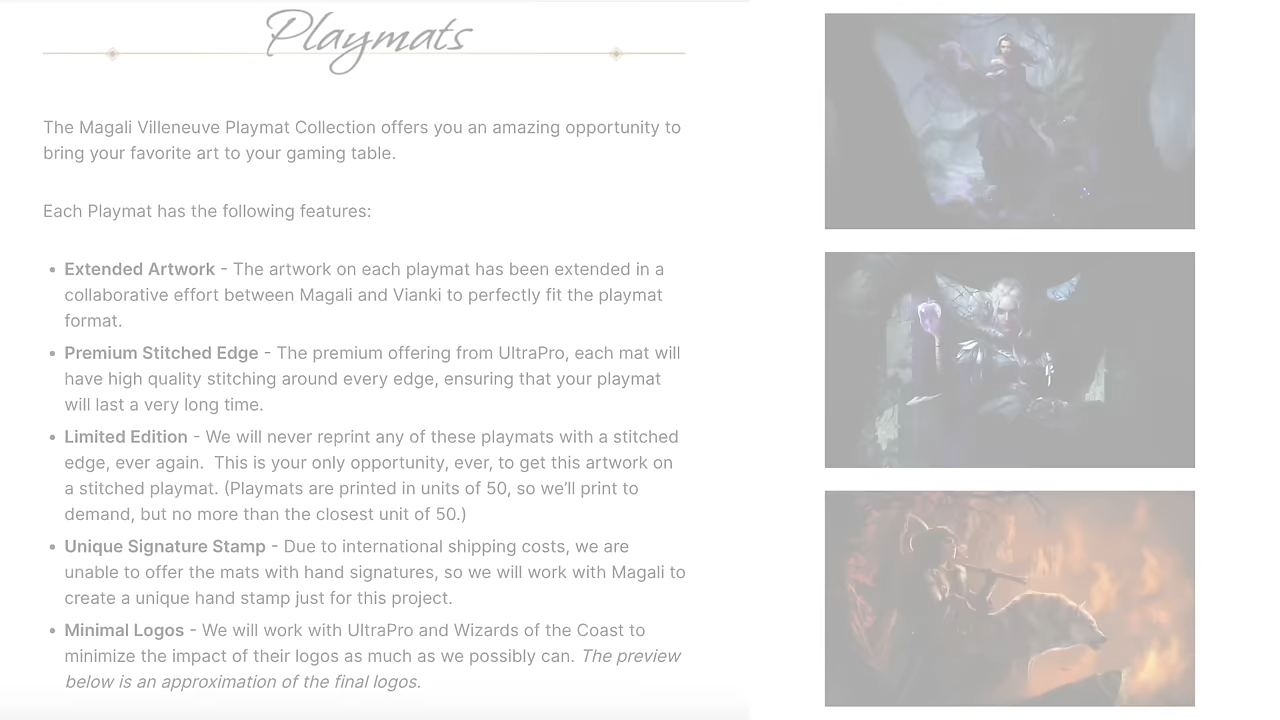 Playmats
The Magali Villeneuve Playmat Collection offers you an amazing opportunity to
bring your favorite art to your gaming table.
Each Playmat has the following features:
• Extended Artwork - The artwork on each playmat has been extended in a
collaborative effort between Magali and Vianki to perfectly fit the playmat
format.
• Premium Stitched Edge - The premium offering from UltraPro, each mat will
have high quality stitching around every edge, ensuring that your playmat
will last a very long time.
• Limited Edition - We will never reprint any of these playmats with a stitched
edge, ever again.  This is your only opportunity, ever, to get this artwork on
a stitched playmat. (Playmats are printed in units of 50, so we’ll print to
demand, but no more than the closest unit of 50.)
• Unique Signature Stamp - Due to international shipping costs, we are
unable to offer the mats with hand signatures, so we will work with Magali to
create a unique hand stamp just for this project.
• Minimal Logos - We will work with UltraPro and Wizards of the Coast to
minimize the impact of their logos as much as we possibly can. The preview
below is an approximation of the final logos.